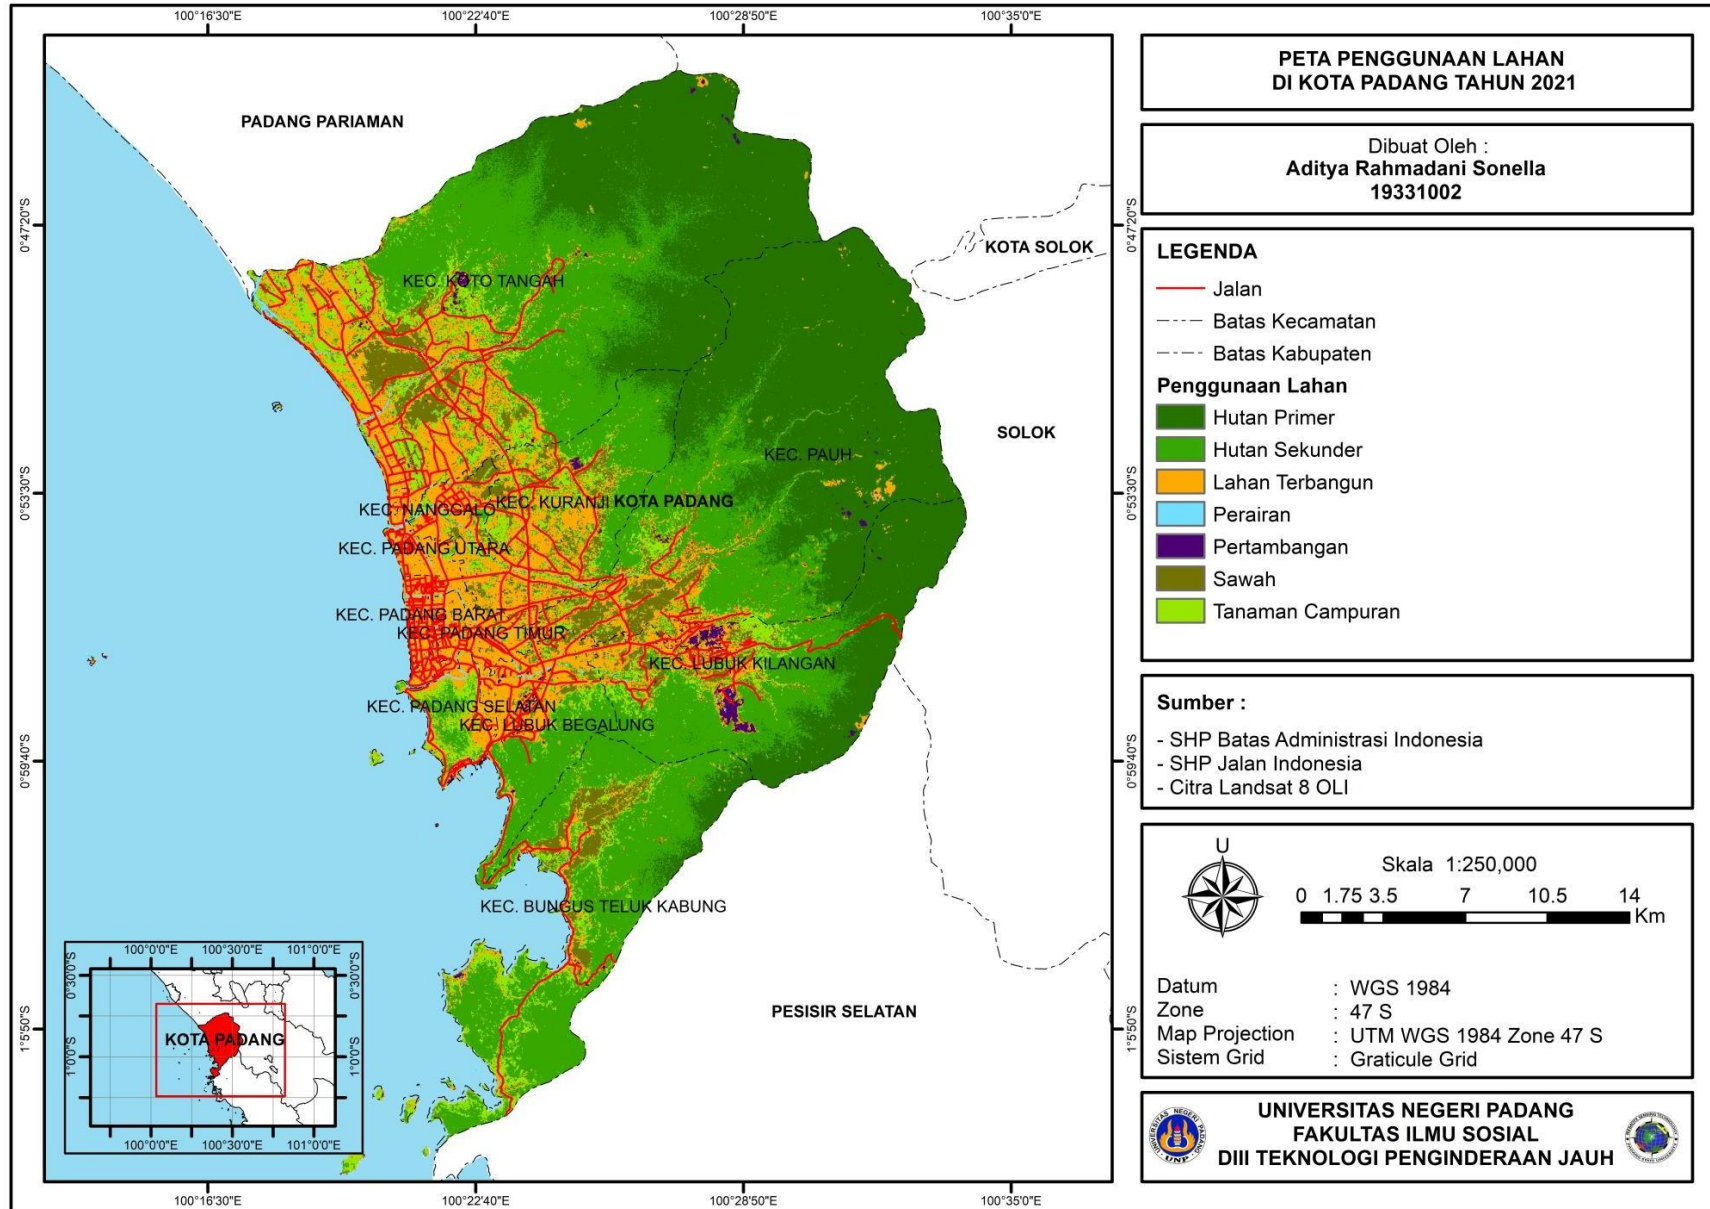 100°16'30"E
100°22'40"E
100°28'50"E
100°35'0"E
0°47'20"S
0°53'30"S
0°59'40"S
1°5'50"S
0°47'20"S
0°53'30"S
0°59'40"S
1°5'50"S
PADANG PARIAMAN
KOTA SOLOK
KEC. KOTO TANGAH
SOLOK
KEC. PAUH
KEC. KURANJI
KOTA PADANG
KEC. NANGGALO
KEC. PADANG UTARA
KEC. PADANG BARAT
KEC. PADANG TIMUR
KEC. LUBUK KILANGAN
KEC. PADANG SELATAN
KEC. LUBUK BEGALUNG
KEC. BUNGUS TELUK KABUNG
PESISIR SELATAN
100°0'0"E
100°30'0"E
101°0'0"E
0°30'0"S
0°30'0"S
KOTA PADANG
1°0'0"S
1°0'0"S
100°0'0"E
100°30'0"E
101°0'0"E
100°16'30"E
100°22'40"E
100°28'50"E
100°35'0"E
PETA PENGGUNAAN LAHAN
DI KOTA PADANG TAHUN 2021
Dibuat Oleh :
Aditya Rahmadani Sonella
19331002
LEGENDA
Jalan
Batas Kecamatan
Batas Kabupaten
Penggunaan Lahan
Hutan Primer
Hutan Sekunder
Lahan Terbangun
Perairan
Pertambangan
Sawah
Tanaman Campuran
Sumber :
- SHP Batas Administrasi Indonesia
- SHP Jalan Indonesia
- Citra Landsat 8 OLI
U
Skala 1:250,000
0 1.75 3.5 7 10.5 14
Km
Datum : WGS 1984
Zone : 47 S
Map Projection : UTM WGS 1984 Zone 47 S
Sistem Grid : Graticule Grid
UNIVERSITAS NEGERI PADANG
FAKULTAS ILMU SOSIAL
DIII TEKNOLOGI PENGINDERAAN JAUH
UNIVERSITAS NEGERI PADANG
UNP